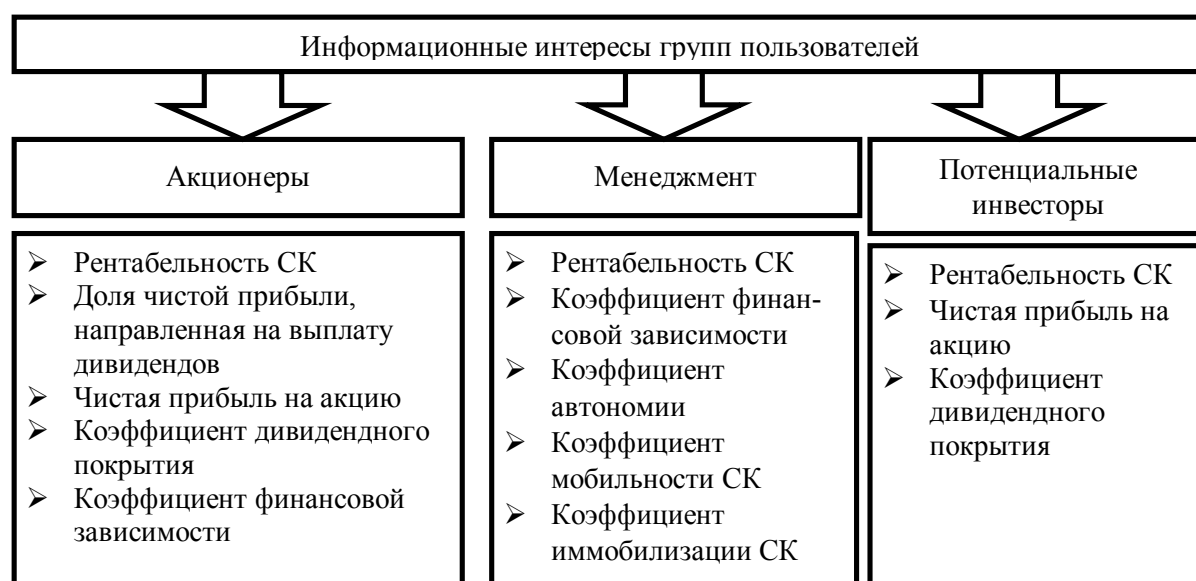 Информационные интересы групп пользователей
Акционеры
➢ Рентабельность СК
➢ Доля чистой прибыли,
направленная на выплату
дивидендов
➢ Чистая прибыль на акцию
➢ Коэффициент дивидендного
покрытия
➢ Коэффициент финансовой
зависимости
Менеджмент
➢ Рентабельность СК
➢ Коэффициент финан-
совой зависимости
➢ Коэффициент
автономии
➢ Коэффициент
мобильности СК
➢ Коэффициент
иммобилизации СК
Потенциальные
инвесторы
➢ Рентабельность СК
➢ Чистая прибыль на
акцию
➢ Коэффициент
дивидендного
покрытия